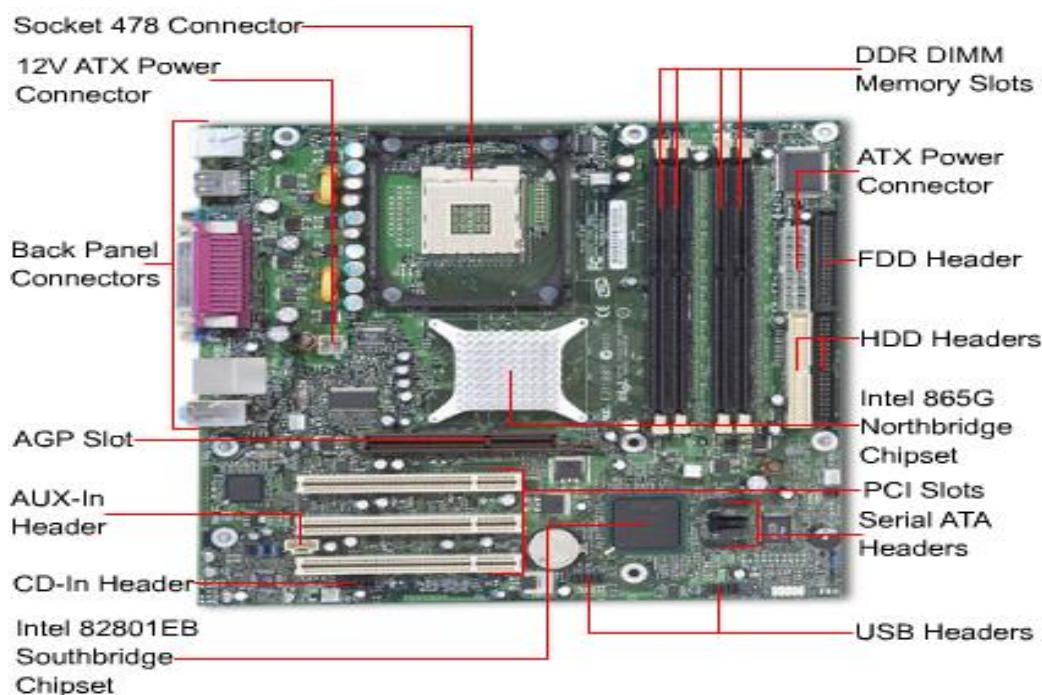 Socket 478 Connector
12V ATX Power
Connector
Back Panel
Connectors
AGP Slot
AUX-In
Header
CD-In Header
Intel 82801EB
Southbridge
Chipset
DDR DIMM
Memory Slots
ATX Power
Connector
FDD Header
HDD Headers
Intel 865G
Northbridge
Chipset
PCI Slots
Serial ATA
Headers
USB Headers